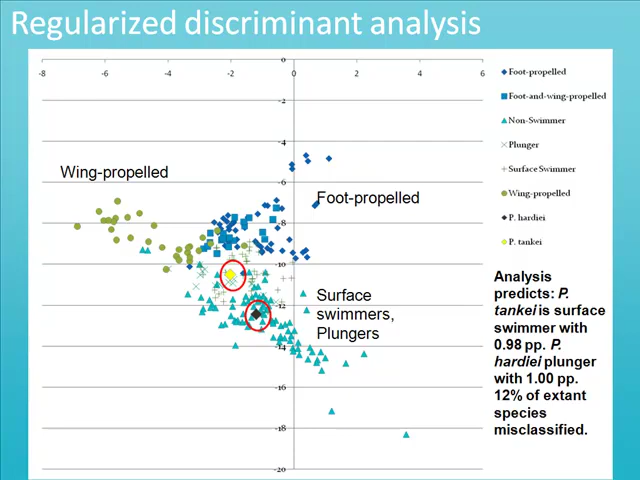 Regularized discriminant analysis
-8
-6
-4
-2
0
2
4
6
0
-2
-4
-6
-8
-10
-12
-14
-16
-18
-20
Wing-propelled
Foot-propelled
Surface
swimmers,
Plungers
Foot-propelled
Foot-and-wing-propelled
Non-Swimmer
Plunger
Surface Swimmer
Wing-propelled
P. hardiei
P. tankei
Analysis
predicts: P.
tankei is surface
swimmer with
0.98 pp. P.
hardiei plunger
with 1.00 pp.
12% of extant
species
misclassified.